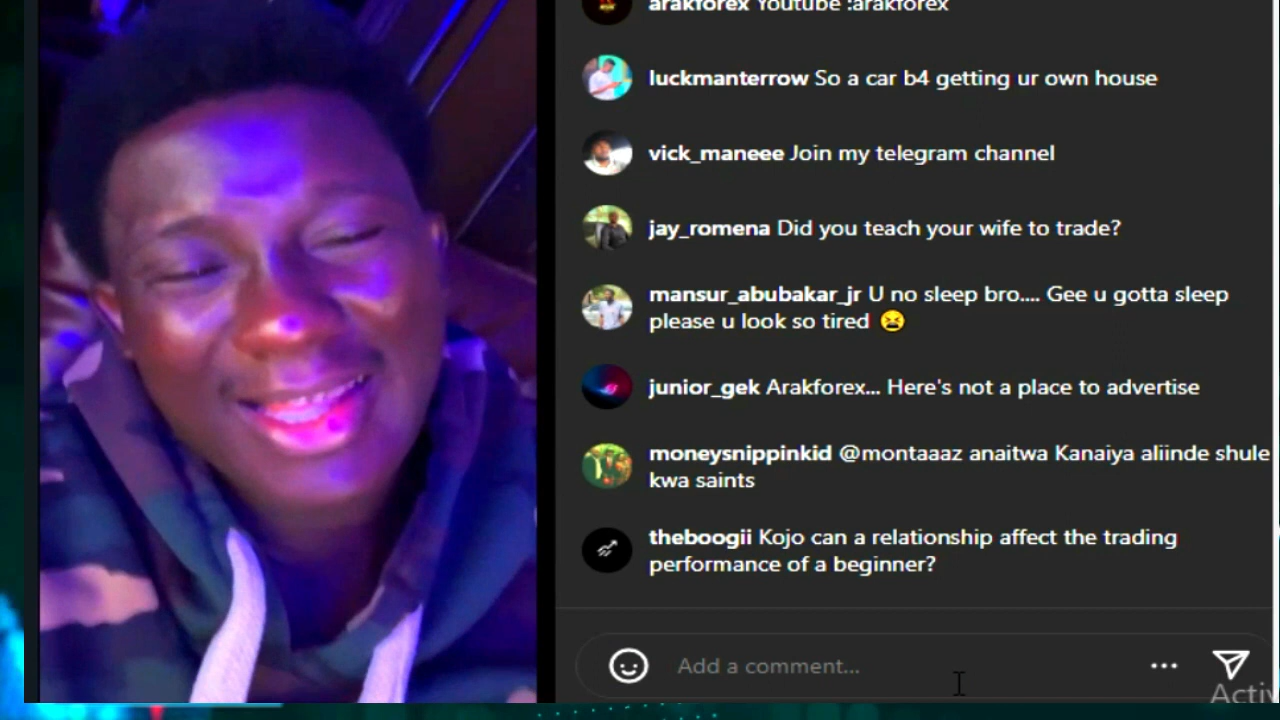 arakforex Youtube :arakforex
luckmanterrow So a car b4 getting ur own house
vick_maneee Join my telegram channel
jay_romena Did you teach your wife to trade?
mansur_abubakar_jr U no sleep bro.... Gee u gotta sleep
please u look so tired 😫
junior_gek Arakforex... Here's not a place to advertise
moneysnippinkid @montaaaz anaitwa Kanaiya aliinde shule
kwa saints
theboogii Kojo can a relationship affect the trading
performance of a beginner?
Add a comment...
Activ